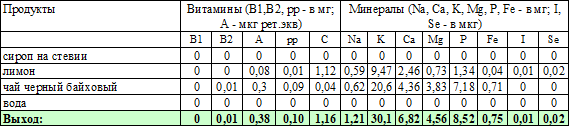 Продукты Витамины (В1,В2, рр - в мг; А - мкг рет.экв) Минералы (Na, Ca, K, Mg, P, Fe - в мг; I, Se - в мкг)
B1 B2 А рр С Na K Ca Mg P Fe I Se
сироп на стевии 0 0 0 0 0 0 0 0 0 0 0 0 0
лимон 0 0 0,08 0,01 1,12 0,59 9,47 2,46 0,73 1,34 0,04 0,01 0,02
чай черный байховый 0 0,01 0,3 0,09 0,04 0,62 20,6 4,36 3,83 7,18 0,71 0 0
вода 0 0 0 0 0 0 0 0 0 0 0 0 0
Выход: 0 0,01 0,38 0,10 1,16 1,21 30,1 6,82 4,56 8,52 0,75 0,01 0,02